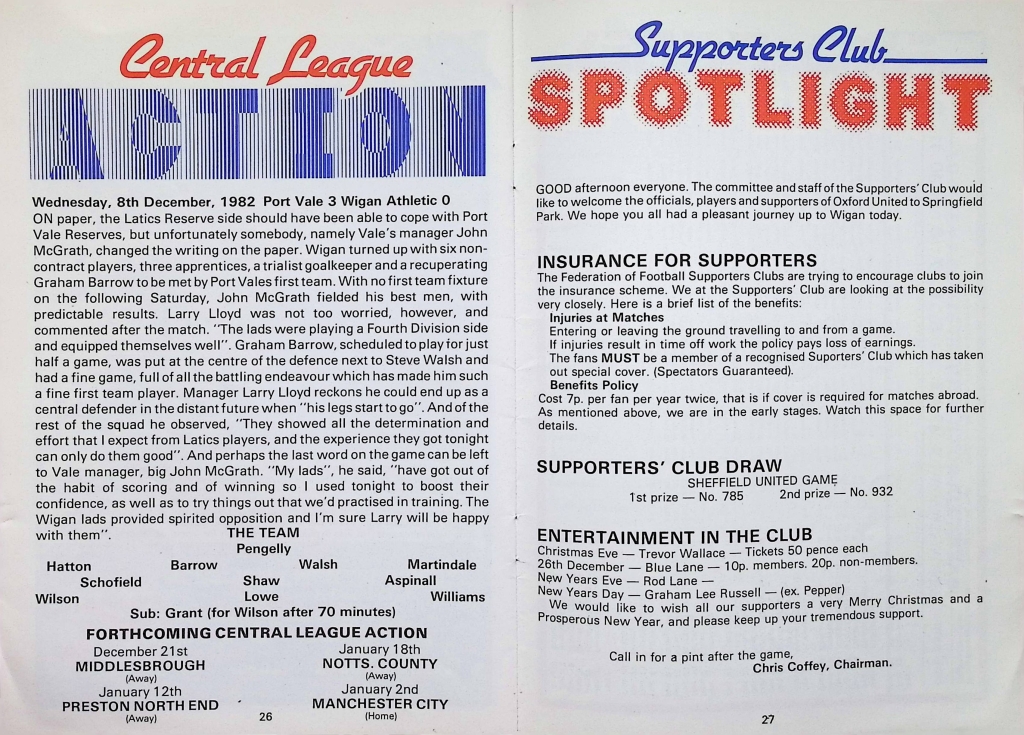 Central League
ACTION
Wednesday, 8th December, 1982 Port Vale 3 Wigan Athletic 0
ON paper, the Latics Reserve side should have been able to cope with Port
Vale Reserves, but unfortunately somebody, namely Vale's manager John
McGrath, changed the writing on the paper. Wigan turned up with six non-
contract players, three apprentices, a trialist goalkeeper and a recuperating
Graham Barrow to be met by Port Vales first team. With no first team fixture
on the following Saturday, John McGrath fielded his best men, with
predictable results. Larry Lloyd was not too worried, however, and
commented after the match. "The lads were playing a Fourth Division side
and equipped themselves well". Graham Barrow, scheduled to play for just
half a game, was put at the centre of the defence next to Steve Walsh and
had a fine game, full of all the battling endeavour which has made him such
a fine first team player. Manager Larry Lloyd reckons he could end up as a
central defender in the distant future when "his legs start to go". And of the
rest of the squad he observed, "They showed all the determination and
effort that I expect from Latics players, and the experience they got tonight
can only do them good". And perhaps the last word on the game can be left
to Vale manager, big John McGrath. "My lads", he said, "have got out of
the habit of scoring and of winning so I used tonight to boost their
confidence, as well as to try things out that we'd practised in training. The
Wigan lads provided spirited opposition and I'm sure Larry will be happy
with them".
THE TEAM
Pengelly
Hatton Barrow Walsh Martindale
Schofield Shaw Aspinall
Wilson Lowe Williams
Sub: Grant (for Wilson after 70 minutes)
FORTHCOMING CENTRAL LEAGUE ACTION
December 21st
MIDDLESBROUGH
(Away)
January 12th
PRESTON NORTH END
(Away)
January 18th
NOTTS. COUNTY
(Away)
January 2nd
MANCHESTER CITY
(Home)
26
Supporters Club
SPOTLIGHT
GOOD afternoon everyone. The committee and staff of the Supporters' Club would
like to welcome the officials, players and supporters of Oxford United to Springfield
Park. We hope you all had a pleasant journey up to Wigan today.
INSURANCE FOR SUPPORTERS
The Federation of Football Supporters Clubs are trying to encourage clubs to join
the insurance scheme. We at the Supporters' Club are looking at the possibility
very closely. Here is a brief list of the benefits:
Injuries at Matches
Entering or leaving the ground travelling to and from a game.
If injuries result in time off work the policy pays loss of earnings.
The fans MUST be a member of a recognised Suporters' Club which has taken
out special cover. (Spectators Guaranteed).
Benefits Policy
Cost 7p. per fan per year twice, that is if cover is required for matches abroad.
As mentioned above, we are in the early stages. Watch this space for further
details.
SUPPORTERS' CLUB DRAW
SHEFFIELD UNITED GAME
1st prize — No. 785 2nd prize — No. 932
ENTERTAINMENT IN THE CLUB
Christmas Eve — Trevor Wallace — Tickets 50 pence each
26th December — Blue Lane — 10p. members. 20p. non-members.
New Years Eve — Rod Lane —
New Years Day — Graham Lee Russell — (ex. Pepper)
We would like to wish all our supporters a very Merry Christmas and a
Prosperous New Year, and please keep up your tremendous support.
Call in for a pint after the game,
Chris Coffey, Chairman.
27